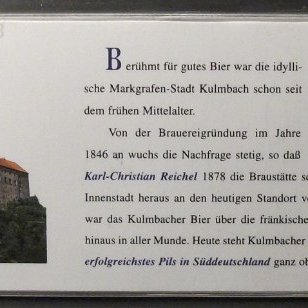 Berühmt für gutes Bier war die idylli-
sche Markgrafen-Stadt Kulmbach schon seit
dem frühen Mittelalter.
Von der Brauereigründung im Jahre
1846 an wuchs die Nachfrage stetig, so daß
Karl-Christian Reichel 1878 die Braustätte
Innenstadt heraus an den heutigen Standort
war das Kulmbacher Bier über die fränkische
hinaus in aller Munde. Heute steht Kulmbacher
erfolgreichstes Pils in Süddeutschland ganz